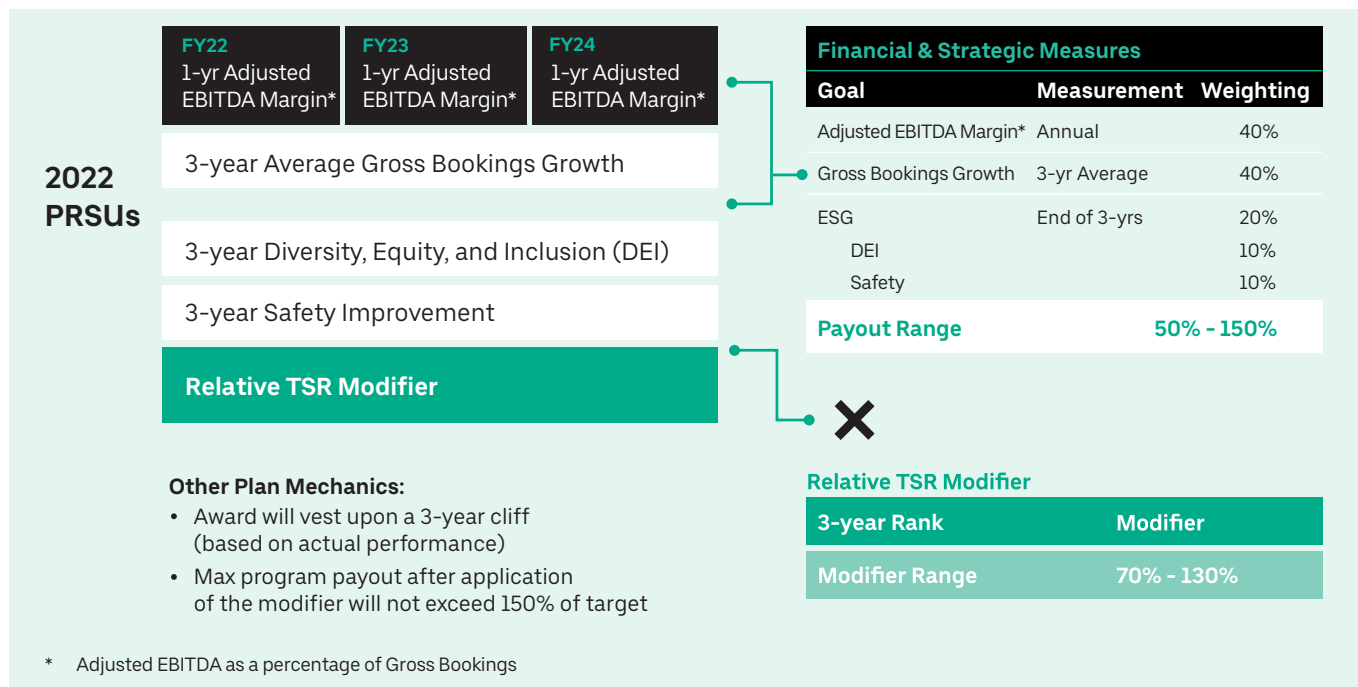 2022
PRSUs
FY22
1-yr Adjusted
EBITDA Margin*
FY23
1-yr Adjusted
EBITDA Margin*
FY24
1-yr Adjusted
EBITDA Margin*
3-year Average Gross Bookings Growth
3-year Diversity, Equity, and Inclusion (DEI)
3-year Safety Improvement
Relative TSR Modifier
Other Plan Mechanics:
• Award will vest upon a 3-year cliff
(based on actual performance)
• Max program payout after application
of the modifier will not exceed 150% of target
Financial & Strategic Measures
Goal Measurement Weighting
Adjusted EBITDA Margin* Annual 40%
Gross Bookings Growth 3-yr Average 40%
ESG End of 3-yrs 20%
DEI 10%
Safety 10%
Payout Range 50% - 150%
Relative TSR Modifier
3-year Rank Modifier
Modifier Range 70% - 130%
* Adjusted EBITDA as a percentage of Gross Bookings